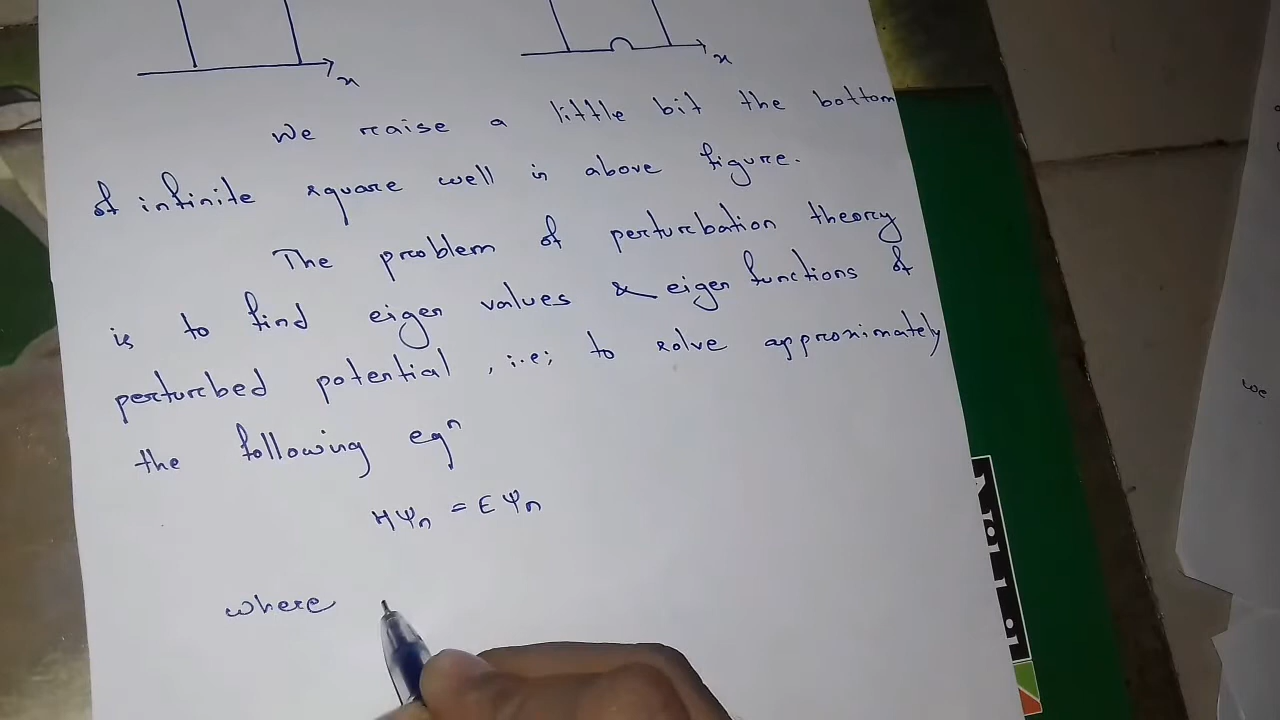 x
x
We raise a little bit the bottom
of infinite square well in above figure.
The problem of perturbation theory
is to find eigen values & eigen functions of
perturbed potential, i.e; to solve approximately
the following eqⁿ
Hψₙ = Eψₙ
where
we